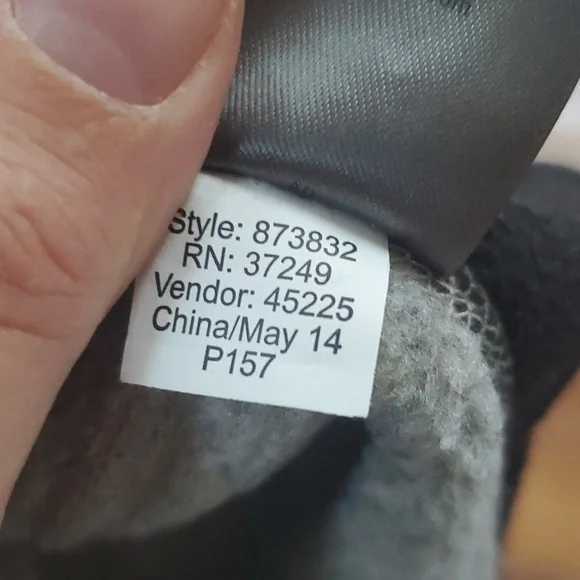 Style: 873832
RN: 37249
Vendor: 45225
China/May 14
P157